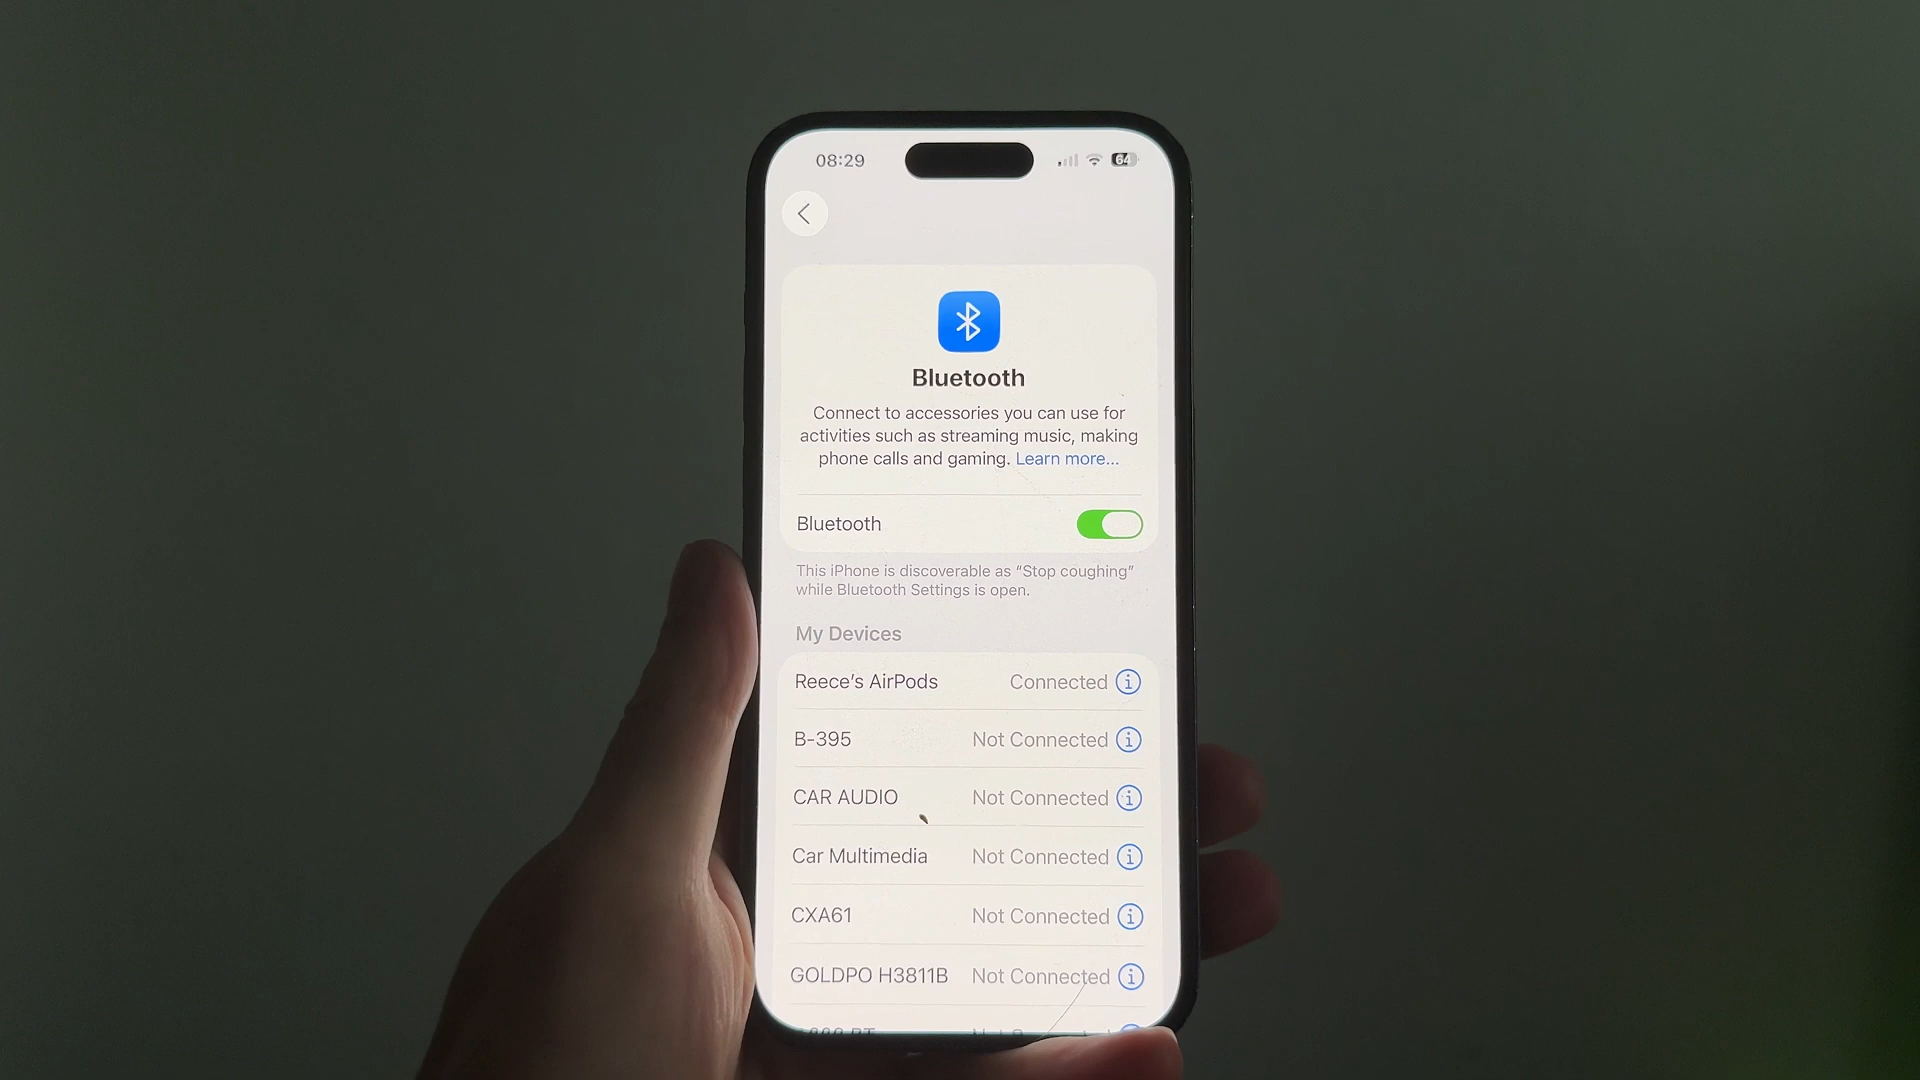 08:29
64
Bluetooth
Connect to accessories you can use for
activities such as streaming music, making
phone calls and gaming. Learn more...
Bluetooth
This iPhone is discoverable as “Stop coughing”
while Bluetooth Settings is open.
My Devices
Reece’s AirPods Connected
B-395 Not Connected
CAR AUDIO Not Connected
Car Multimedia Not Connected
CXA61 Not Connected
GOLDPO H3811B Not Connected